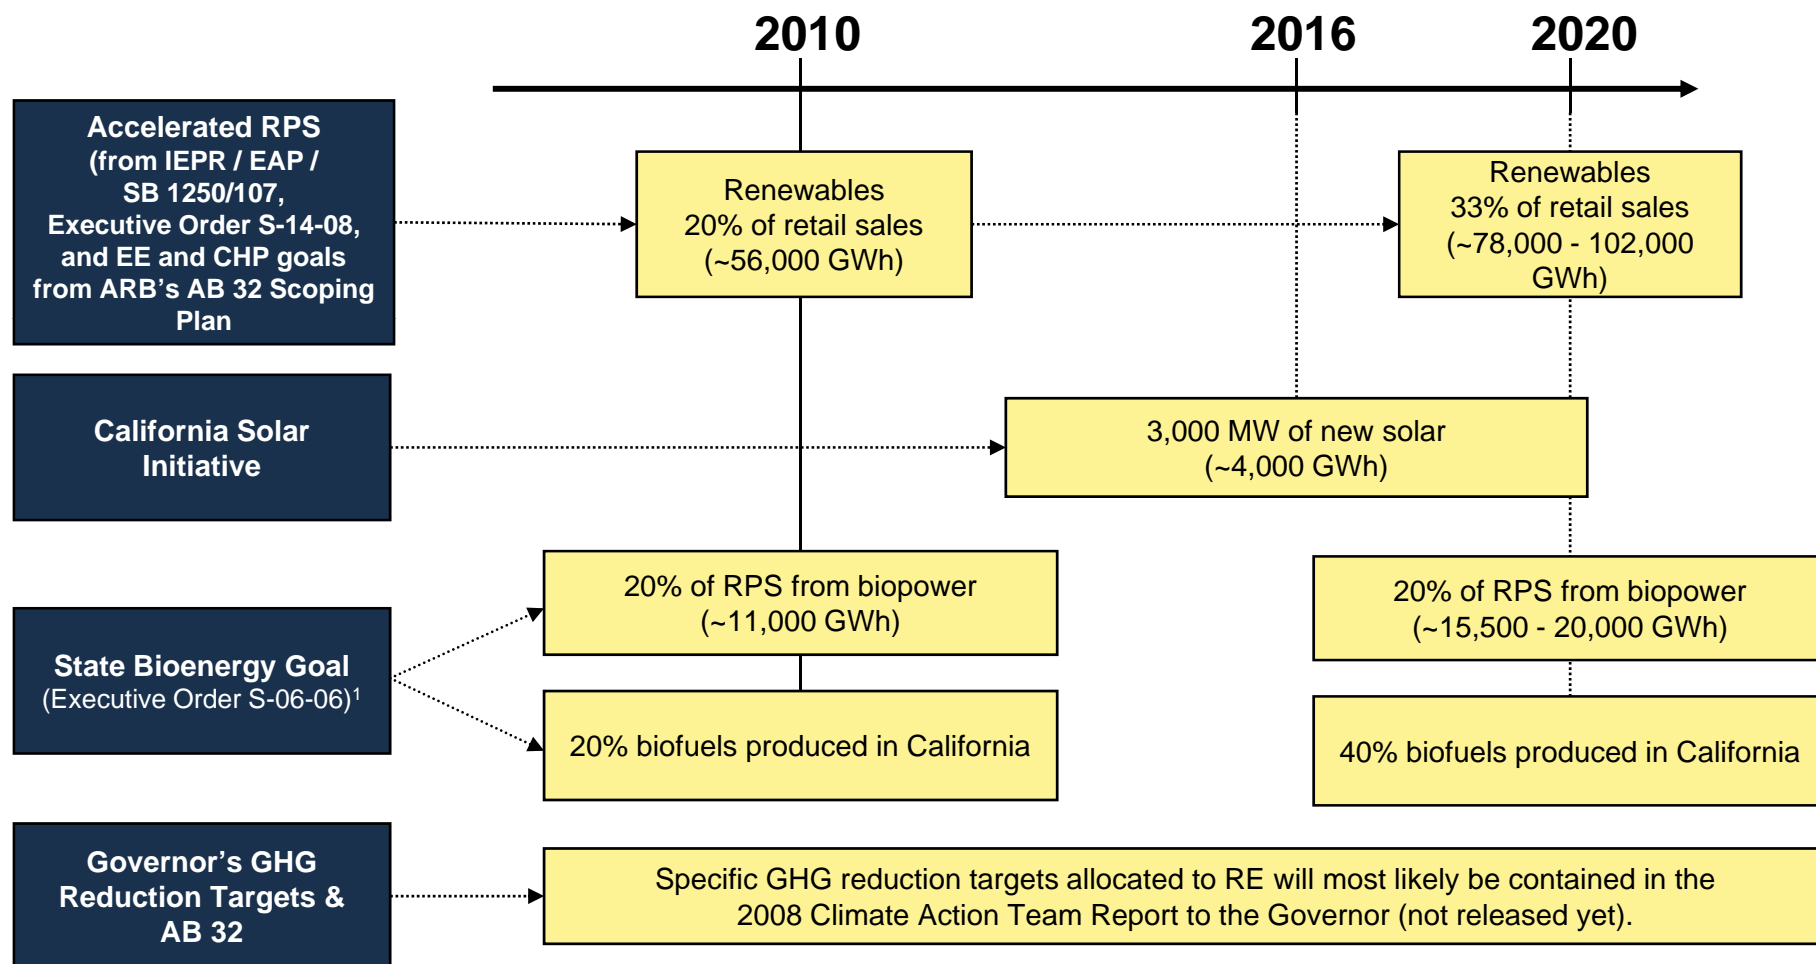 2010
2016
2020
Accelerated RPS
(from IEPR / EAP /
SB 1250/107,
Executive Order S-14-08,
and EE and CHP goals
from ARB’s AB 32 Scoping
Plan
Renewables
20% of retail sales
(~56,000 GWh)
Renewables
33% of retail sales
(~78,000 - 102,000
GWh)
California Solar
Initiative
3,000 MW of new solar
(~4,000 GWh)
State Bioenergy Goal
(Executive Order S-06-06)¹
20% of RPS from biopower
(~11,000 GWh)
20% of RPS from biopower
(~15,500 - 20,000 GWh)
20% biofuels produced in California
40% biofuels produced in California
Governor’s GHG
Reduction Targets &
AB 32
Specific GHG reduction targets allocated to RE will most likely be contained in the
2008 Climate Action Team Report to the Governor (not released yet).